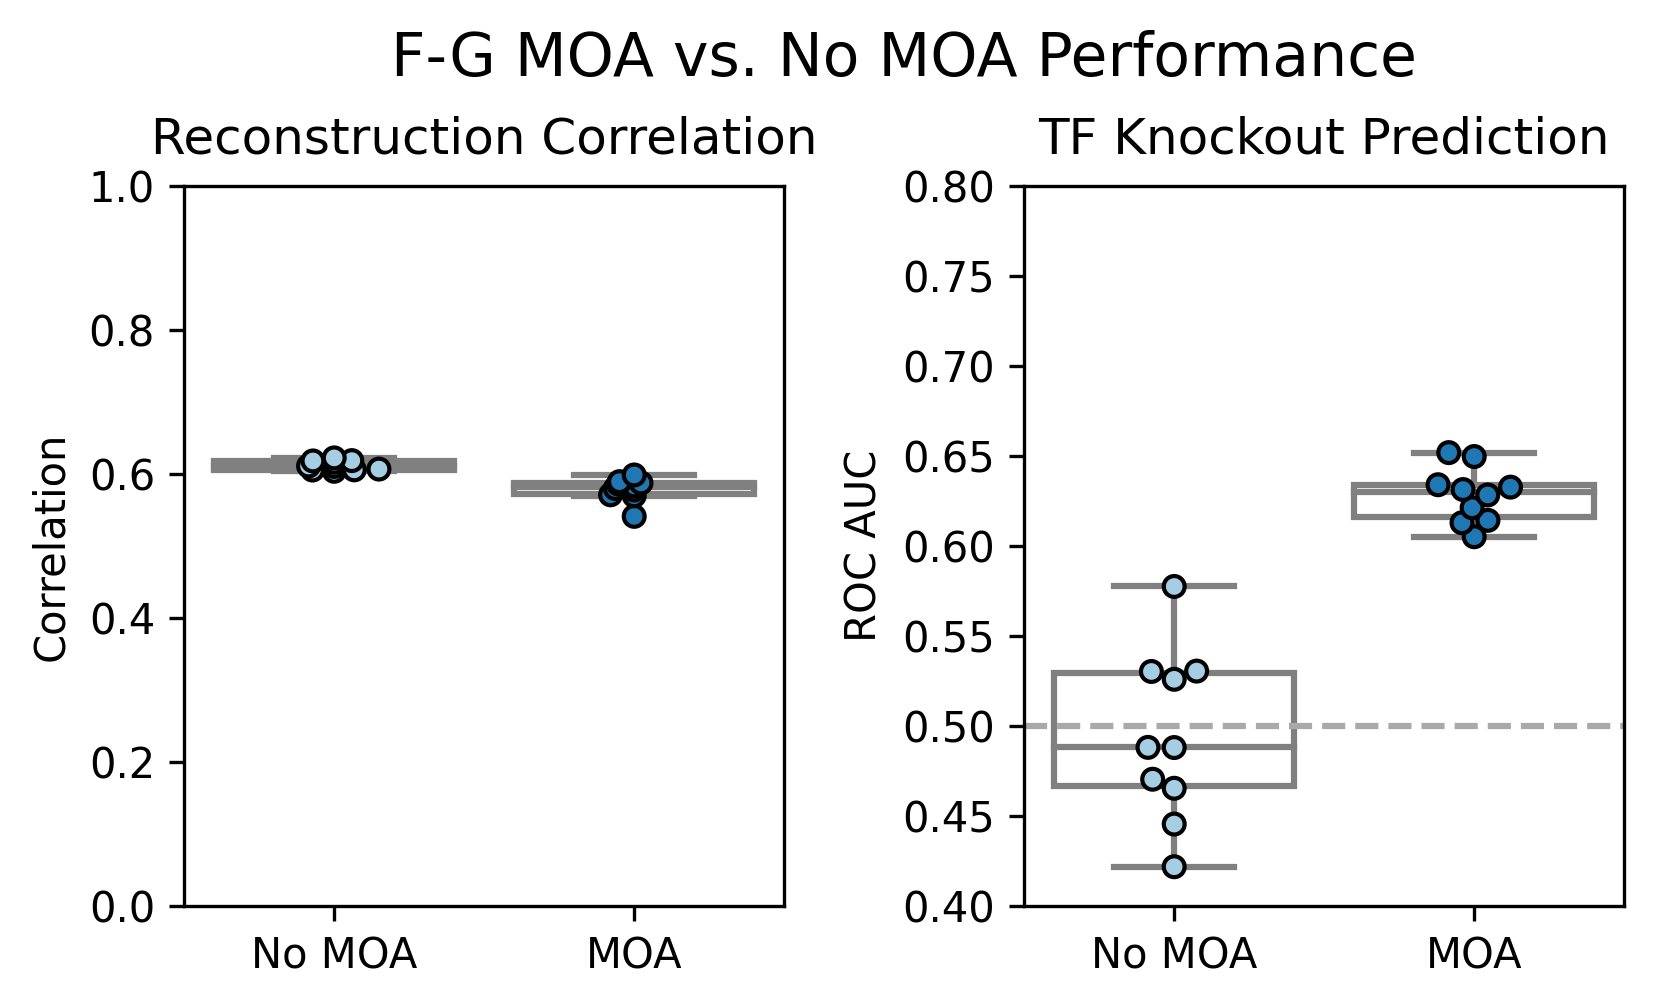 F-G MOA vs. No MOA Performance
Reconstruction Correlation
1.0
0.8
0.6
0.4
0.2
0.0
Correlation
No MOA
MOA
TF Knockout Prediction
0.80
0.75
0.70
0.65
0.60
0.55
0.50
0.45
0.40
ROC AUC
No MOA
MOA